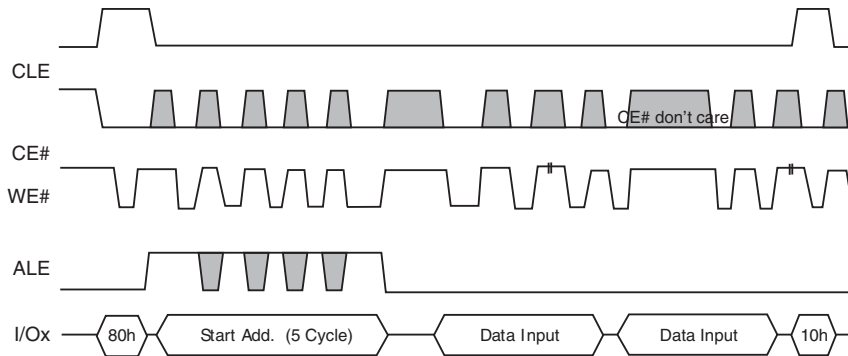 CLE
CE# don't care
CE#
WE#
ALE
I/Ox
80h
Start Add. (5 Cycle)
Data Input
Data Input
10h